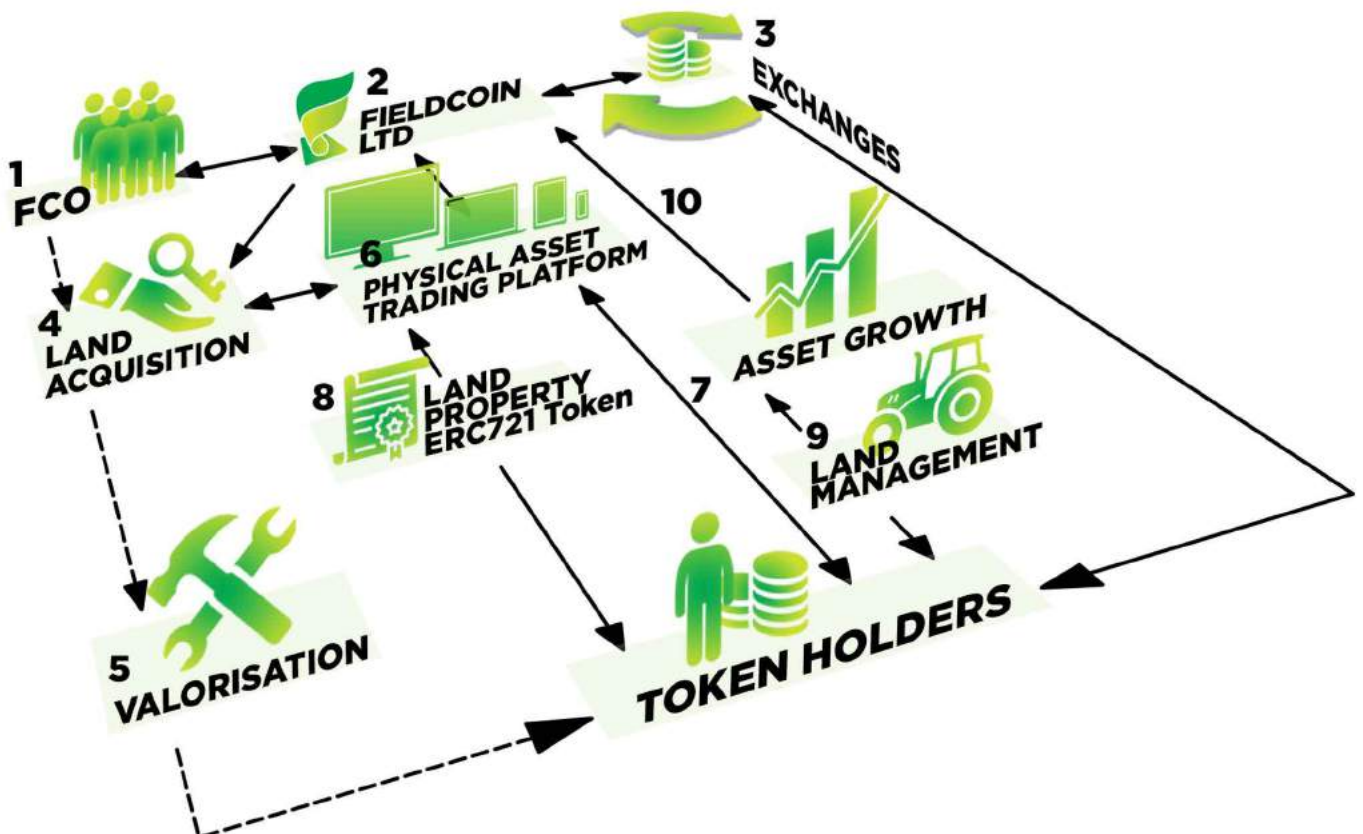 1
FCO
2
FIELDCOIN
LTD
3
EXCHANGES
4
LAND
ACQUISITION
6
PHYSICAL ASSET
TRADING PLATFORM
10
ASSET GROWTH
8
LAND
PROPERTY
ERC721 Token
7
9
LAND
MANAGEMENT
5
VALORISATION
TOKEN HOLDERS